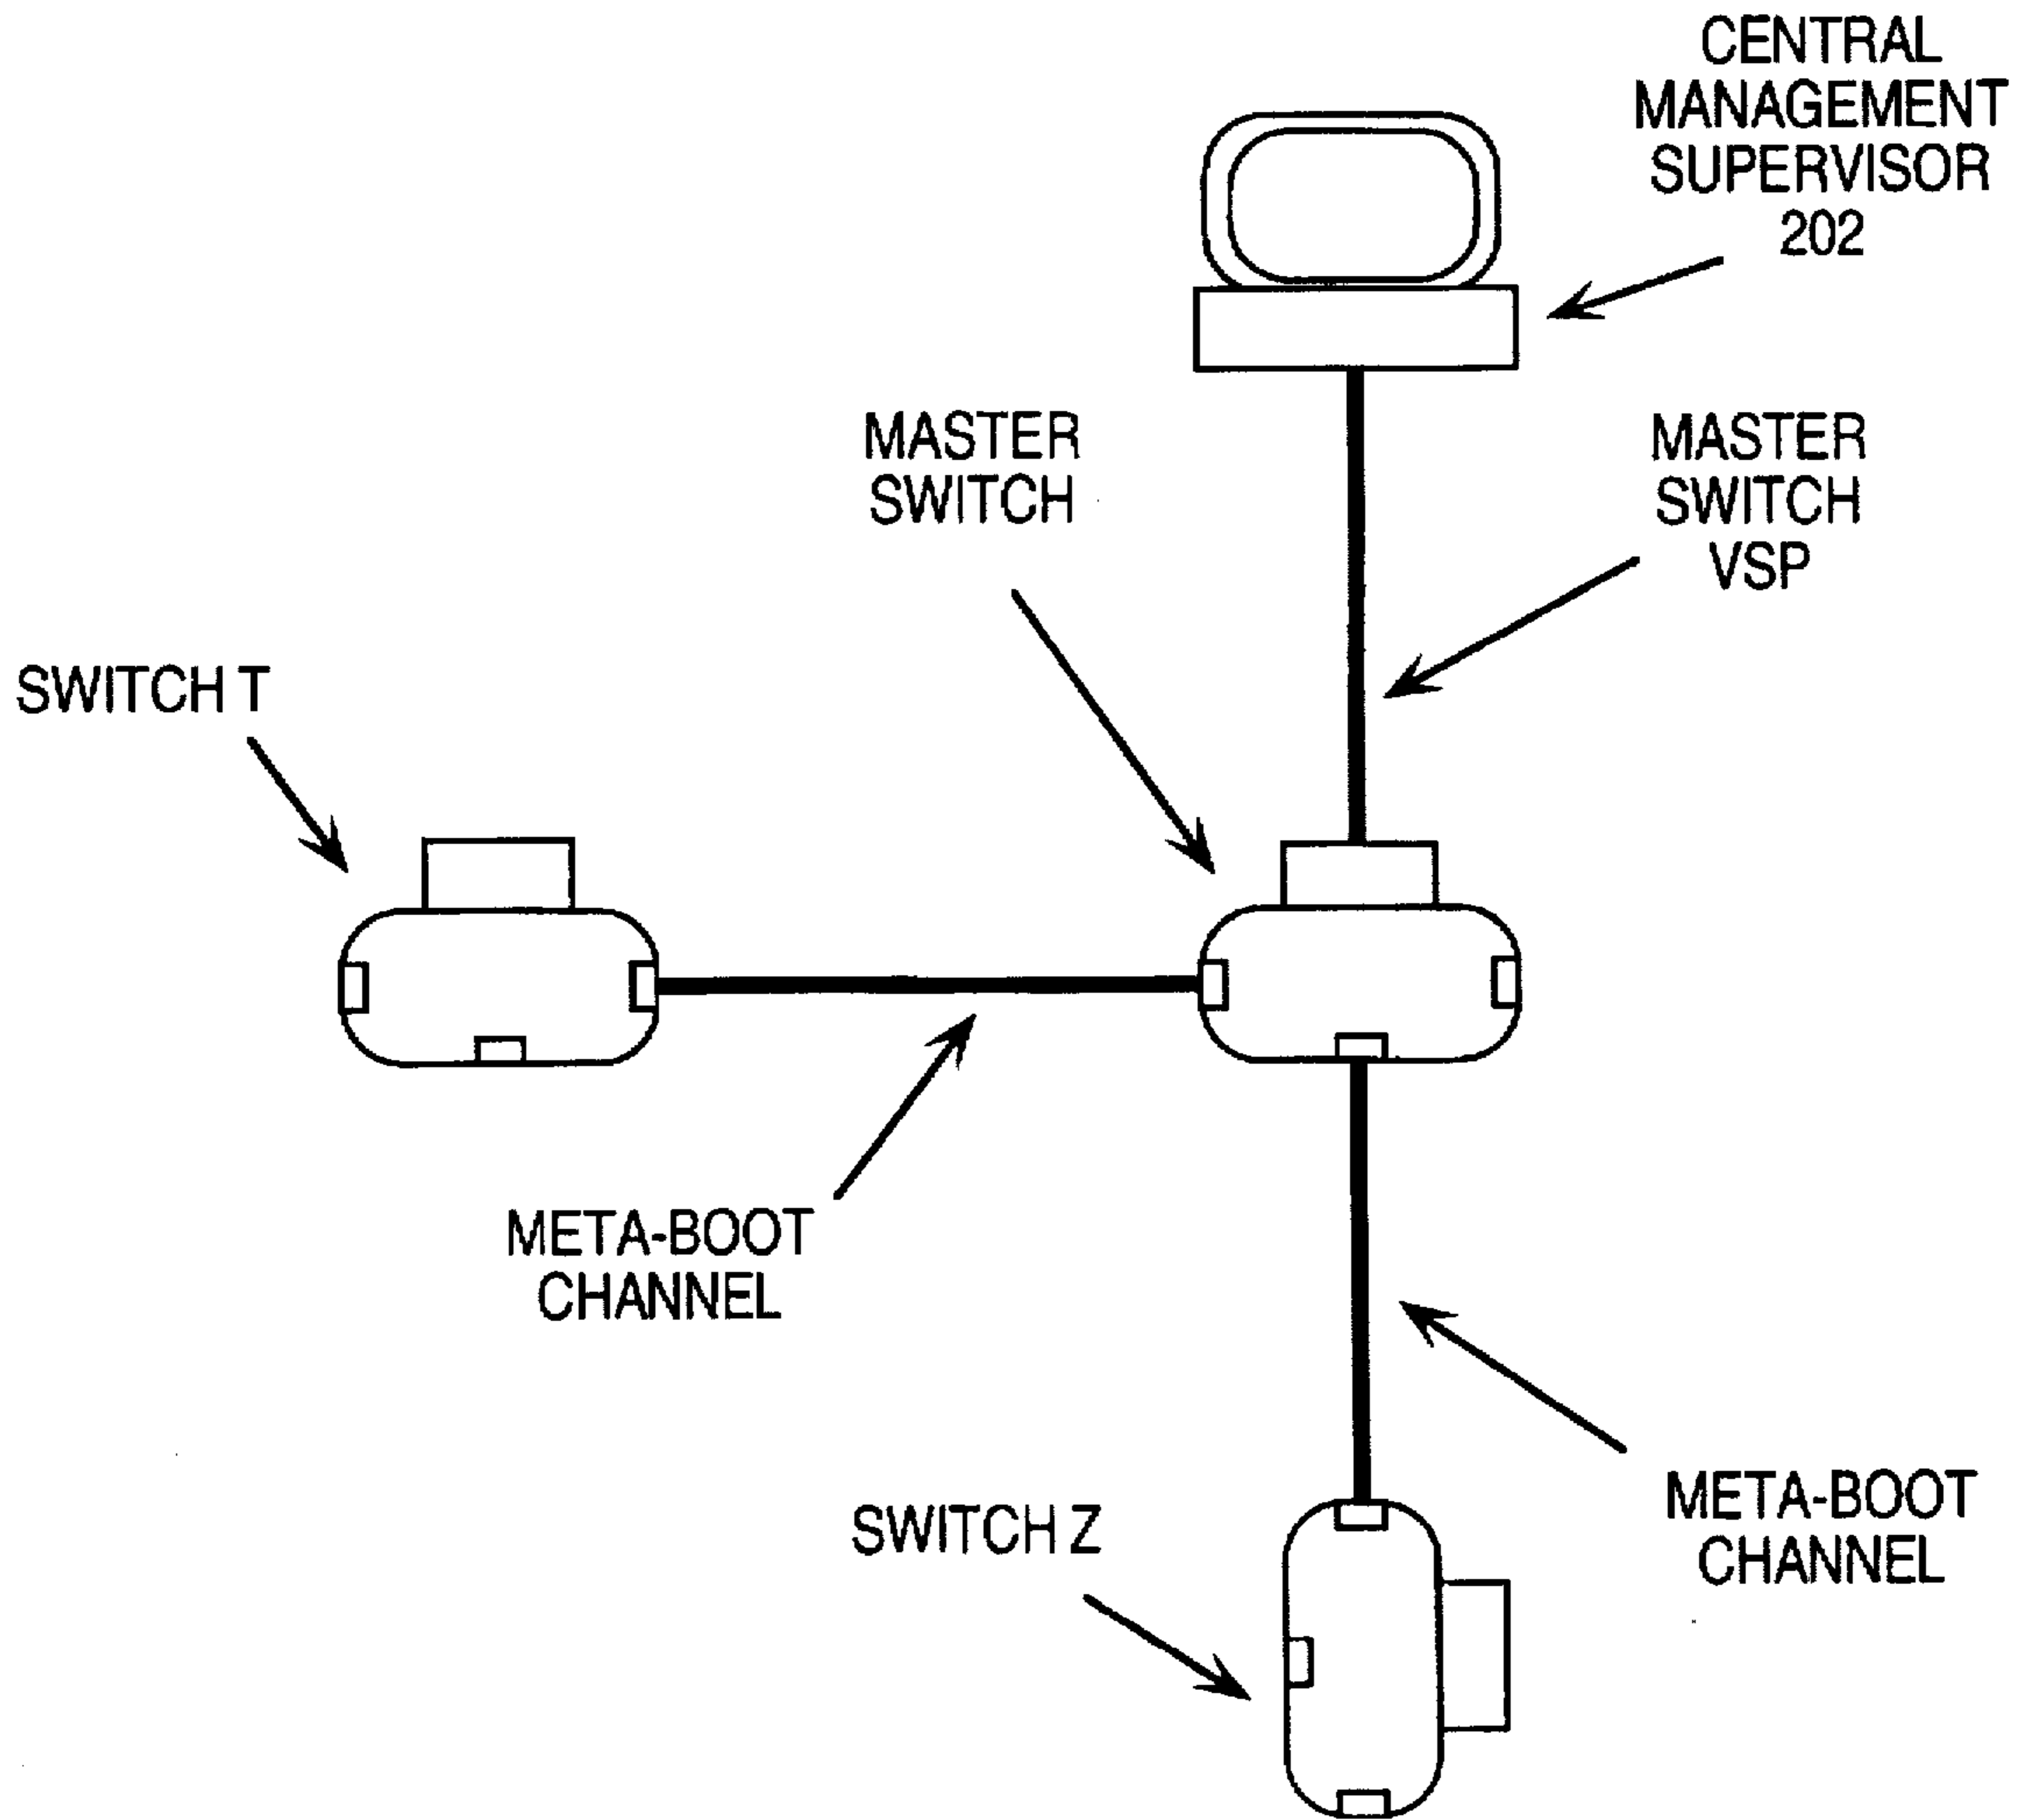 CENTRAL
MANAGEMENT
SUPERVISOR
202
MASTER
SWITCH
MASTER
SWITCH
VSP
SWITCH T
META-BOOT
CHANNEL
SWITCH Z
META-BOOT
CHANNEL